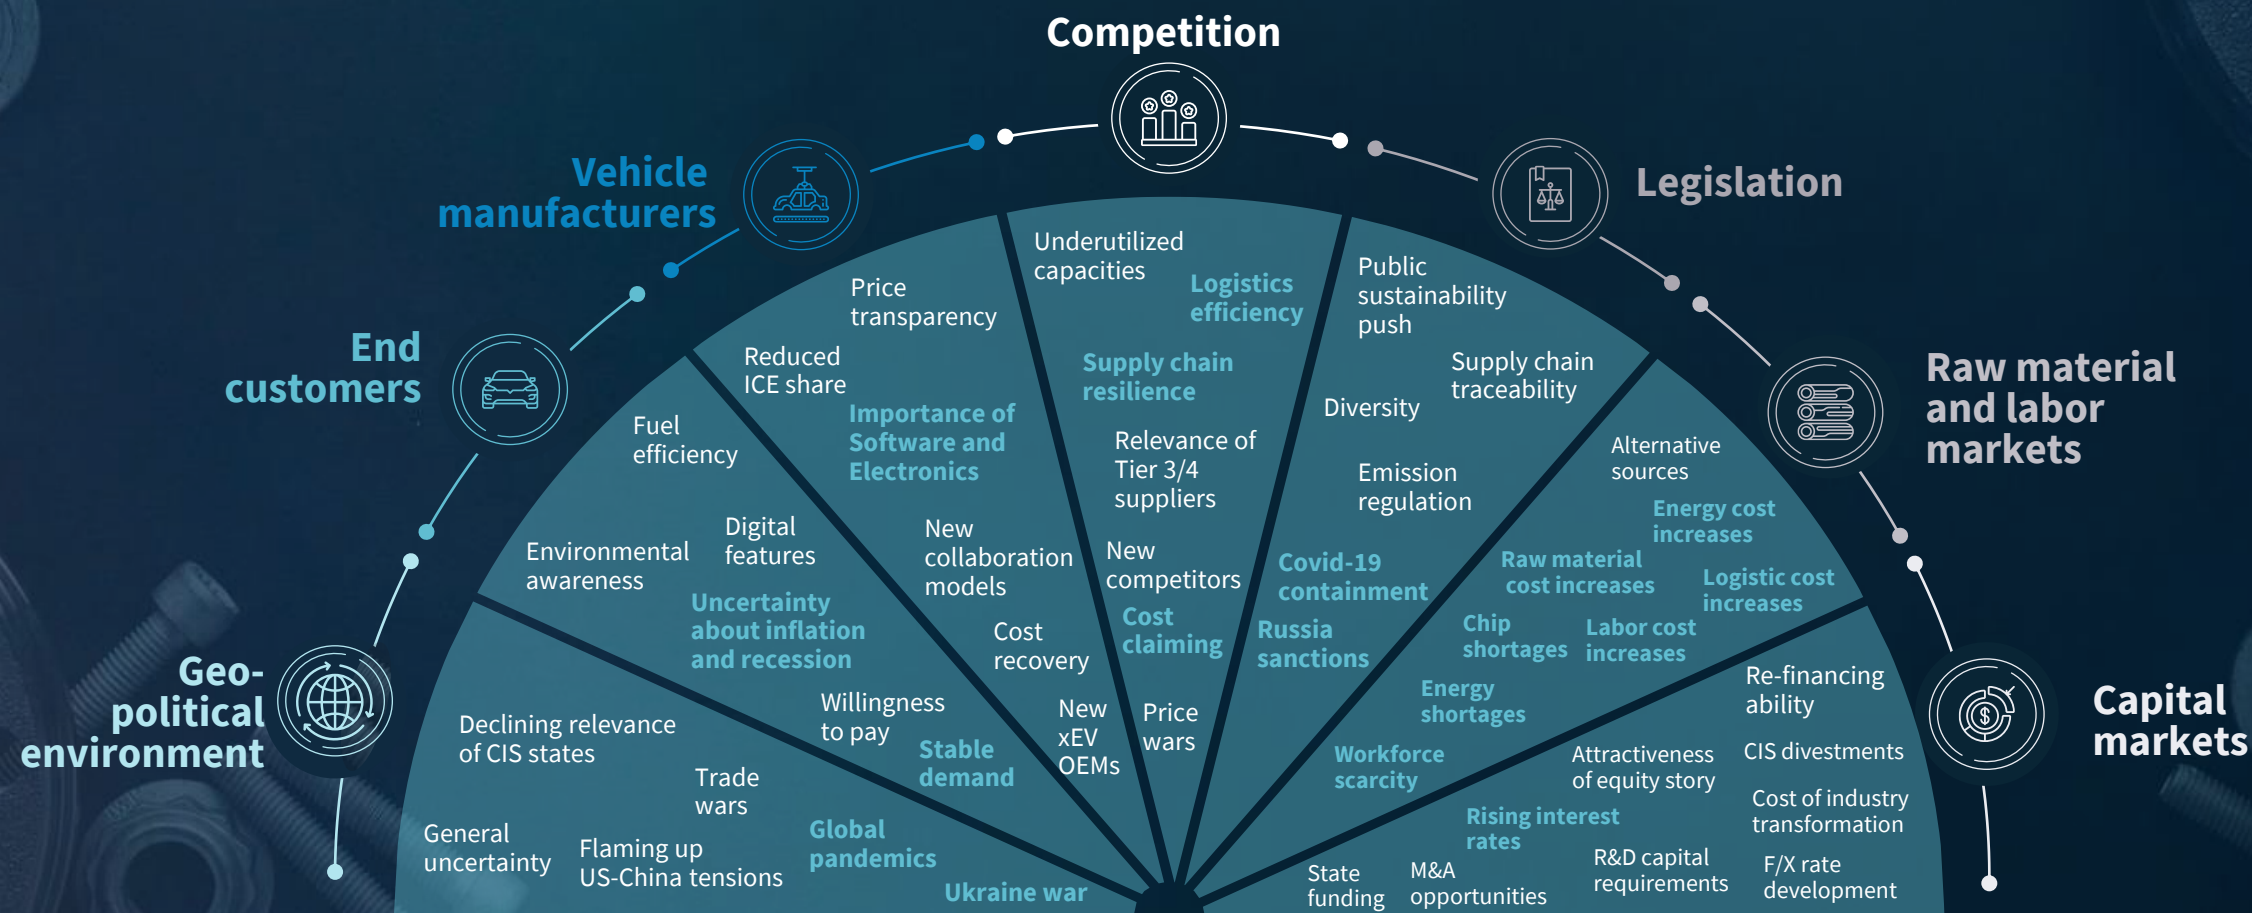 Competition
Vehicle
manufacturers
Legislation
End
customers
Raw material
and labor
markets
Geo-
political
environment
Capital
markets
Declining relevance
of CIS states
Trade
wars
General
uncertainty
Flaming up
US-China tensions
Global
pandemics
Ukraine war
Fuel
efficiency
Environmental
awareness
Digital
features
Uncertainty
about inflation
and recession
Willingness
to pay
Stable
demand
Price
transparency
Reduced
ICE share
Importance of
Software and
Electronics
New
collaboration
models
Cost
recovery
New
xEV
OEMs
Underutilized
capacities
Logistics
efficiency
Supply chain
resilience
Relevance of
Tier 3/4
suppliers
New
competitors
Cost
claiming
Price
wars
Public
sustainability
push
Supply chain
traceability
Diversity
Emission
regulation
Covid-19
containment
Russia
sanctions
Alternative
sources
Energy cost
increases
Raw material
cost increases
Logistic cost
increases
Chip
shortages
Labor cost
increases
Energy
shortages
Workforce
scarcity
Re-financing
ability
Attractiveness
of equity story
CIS divestments
Cost of industry
transformation
Rising interest
rates
State
funding
M&A
opportunities
R&D capital
requirements
F/X rate
development